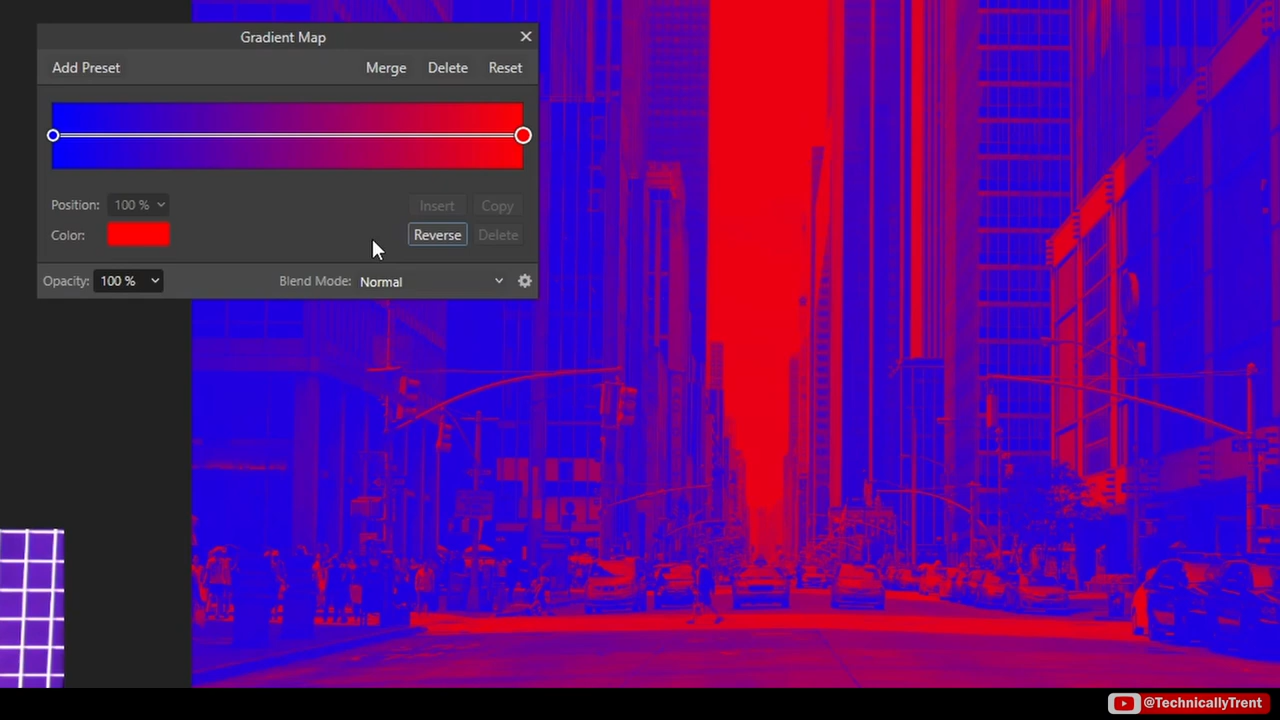 Gradient Map
Add Preset Merge Delete Reset
Position: 100 % Insert Copy
Color: Reverse Delete
Opacity: 100 % Blend Mode: Normal
@TechnicallyTrent